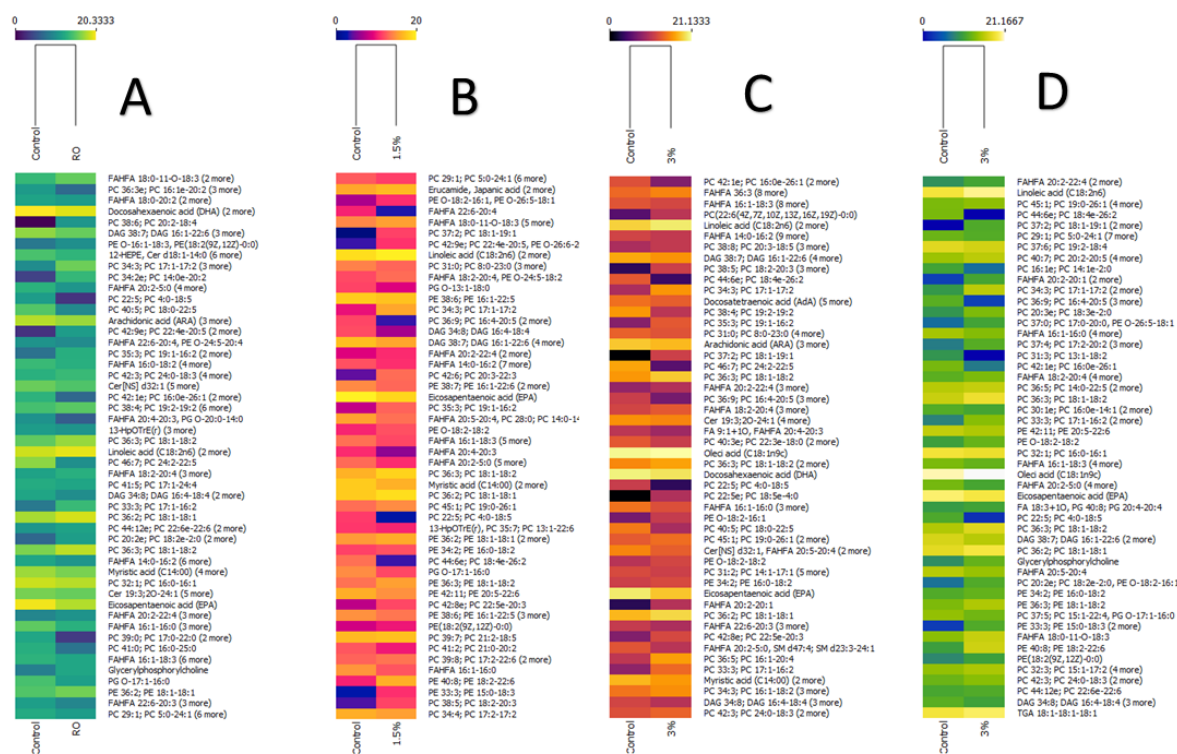 0 20.3333
A
Control RO
FAHFA 18:0-11-O-18:3 (2 more)
PC 36:3e; PC 16:1e-20:2 (3 more)
FAHFA 18:0-20:2 (2 more)
Docosahexaenoic acid (DHA) (2 more)
PC 38:6; PC 20:2-18:4
DAG 38:7; DAG 16:1-22:6 (3 more)
PE O-16:1-18:3, PE(18:2(9Z,12Z)-0:0)
12-HEPE, Cer d18:1-14:0 (6 more)
PC 34:3; PC 17:1-17:2 (3 more)
PC 34:2e; PC 14:0e-20:2
FAHFA 20:2-5:0 (4 more)
PC 22:5; PC 4:0-18:5
PC 40:5; PC 18:0-22:5
Arachidonic acid (ARA) (3 more)
PC 42:9e; PC 22:4e-20:5 (2 more)
FAHFA 22:6-20:4, PE O-24:5-20:4
PC 35:3; PC 19:1-16:2 (2 more)
FAHFA 16:0-18:2 (4 more)
PC 42:3; PC 24:0-18:3 (4 more)
Cer[NS] d32:1 (5 more)
PC 42:1e; PC 16:0e-26:1 (2 more)
PC 38:4; PC 19:2-19:2 (6 more)
FAHFA 20:4-20:3, PG O-20:0-14:0
13-HpOTrE(r) (3 more)
PC 36:3; PC 18:1-18:2
Linoleic acid (C18:2n6) (2 more)
PC 46:7; PC 24:2-22:5
FAHFA 18:2-20:4 (3 more)
PC 41:5; PC 17:1-24:4
DAG 34:8; DAG 16:4-18:4 (2 more)
PC 33:3; PC 17:1-16:2
PC 36:2; PC 18:1-18:1
PC 44:12e; PC 22:6e-22:6 (2 more)
PC 20:2e; PC 18:2e-2:0 (2 more)
PC 36:3; PC 18:1-18:2
FAHFA 14:0-16:2 (6 more)
Myristic acid (C14:00) (4 more)
PC 32:1; PC 16:0-16:1
Cer 19:3;2O-24:1 (5 more)
Eicosapentaenoic acid (EPA)
FAHFA 20:2-22:4 (3 more)
FAHFA 16:1-16:0 (3 more)
PC 39:0; PC 17:0-22:0 (2 more)
PC 41:0; PC 16:0-25:0
FAHFA 16:1-18:3 (6 more)
Glycerylphosphorylcholine
PG O-17:1-16:0
PE 36:2; PE 18:1-18:1
FAHFA 22:6-20:3 (3 more)
PC 29:1; PC 5:0-24:1 (6 more)
Control RO
0 20
B
Control 1.5%
PC 29:1; PC 5:0-24:1 (6 more)
Erucamide, Japanic acid (2 more)
PE O-18:2-16:1, PE O-26:5-18:1
FAHFA 22:6-20:4
FAHFA 18:0-11-O-18:3 (5 more)
PC 37:2; PC 18:1-19:1
PC 42:9e; PC 22:4e-20:5, PE O-26:6-2
Linoleic acid (C18:2n6) (2 more)
PC 31:0; PC 8:0-23:0 (3 more)
FAHFA 18:2-20:4, PE O-24:5-18:2
PG O-13:1-18:0
PE 38:6; PE 16:1-22:5
PC 34:3; PC 17:1-17:2
PC 36:9; PC 16:4-20:5 (2 more)
DAG 34:8; DAG 16:4-18:4
DAG 38:7; DAG 16:1-22:6 (4 more)
FAHFA 20:2-22:4 (2 more)
FAHFA 14:0-16:2 (7 more)
PC 42:6; PC 20:3-22:3
PE 38:7; PE 16:1-22:6 (2 more)
Eicosapentaenoic acid (EPA)
PC 35:3; PC 19:1-16:2
FAHFA 20:5-20:4, PC 28:0; PC 14:0-1
PE O-18:2-18:2
FAHFA 16:1-18:3 (5 more)
FAHFA 20:4-20:3
FAHFA 20:2-5:0 (5 more)
PC 36:3; PC 18:1-18:2
Myristic acid (C14:00) (2 more)
PC 36:2; PC 18:1-18:1
PC 45:1; PC 19:0-26:1
PC 22:5; PC 4:0-18:5
13-HpOTrE(r), PC 35:7; PC 13:1-22:6
PE 36:2; PE 18:1-18:1 (2 more)
PE 34:2; PE 16:0-18:2
PC 44:6e; PC 18:4e-26:2
PG O-17:1-16:0
PE 36:3; PE 18:1-18:2
PE 42:11; PE 20:5-22:6
PC 42:8e; PC 22:5e-20:3
PE 38:6; PE 16:1-22:5 (3 more)
PE(18:2(9Z,12Z)-0:0)
PC 39:7; PC 21:2-18:5
PC 41:2; PC 21:0-20:2
PC 39:8; PC 17:2-22:6 (2 more)
FAHFA 16:1-16:0
PE 40:8; PE 18:2-22:6
PE 33:3; PE 15:0-18:3
PC 38:5; PC 18:2-20:3
PC 34:4; PC 17:2-17:2
Control 1.5%
0 21.1333
C
Control 3%
PC 42:1e; PC 16:0e-26:1 (2 more)
FAHFA 36:3 (8 more)
FAHFA 16:1-18:3 (8 more)
PC(22:6(4Z,7Z,10Z,13Z,16Z,19Z)-0:0)
Linoleic acid (C18:2n6) (2 more)
FAHFA 14:0-16:2 (9 more)
PC 38:8; PC 20:3-18:5 (3 more)
DAG 38:7; DAG 16:1-22:6 (4 more)
PC 38:5; PC 18:2-20:3 (3 more)
PC 44:6e; PC 18:4e-26:2
PC 34:3; PC 17:1-17:2
Docosatetraenoic acid (AdA) (5 more)
PC 38:4; PC 19:2-19:2
PC 35:3; PC 19:1-16:2
PC 31:0; PC 8:0-23:0 (4 more)
Arachidonic acid (ARA) (3 more)
PC 37:2; PC 18:1-19:1
PC 46:7; PC 24:2-22:5
PC 36:3; PC 18:1-18:2
FAHFA 20:2-22:4 (3 more)
PC 36:9; PC 16:4-20:5 (3 more)
FAHFA 18:2-20:4 (3 more)
Cer 19:3;2O-24:1 (4 more)
FA 9:1+1O, FAHFA 20:4-20:3
PC 40:3e; PC 22:3e-18:0 (2 more)
Oleci acid (C18:1n9c)
PC 36:3; PC 18:1-18:2 (2 more)
Docosahexaenoic acid (DHA)
PC 22:5; PC 4:0-18:5
PC 22:5e; PC 18:5e-4:0
FAHFA 16:1-16:0 (3 more)
PE O-18:2-16:1
PC 40:5; PC 18:0-22:5
PC 45:1; PC 19:0-26:1 (2 more)
Cer[NS] d32:1, FAHFA 20:5-20:4 (2 more)
PE O-18:2-18:2
PC 31:2; PC 14:1-17:1 (5 more)
PE 34:2; PE 16:0-18:2
Eicosapentaenoic acid (EPA)
FAHFA 20:2-20:1
PC 36:2; PC 18:1-18:1
FAHFA 22:6-20:3 (3 more)
PC 42:8e; PC 22:5e-20:3
FAHFA 20:2-5:0, SM d47:4; SM d23:3-24:1
PC 36:5; PC 16:1-20:4
PC 33:3; PC 17:1-16:2
Myristic acid (C14:00) (2 more)
PC 34:3; PC 16:1-18:2 (3 more)
DAG 34:8; DAG 16:4-18:4 (3 more)
PC 42:3; PC 24:0-18:3 (2 more)
Control 3%
0 21.1667
D
Control 3%
FAHFA 20:2-22:4 (2 more)
Linoleic acid (C18:2n6)
PC 45:1; PC 19:0-26:1 (4 more)
PC 44:6e; PC 18:4e-26:2
PC 37:2; PC 18:1-19:1 (2 more)
PC 29:1; PC 5:0-24:1 (7 more)
PC 37:6; PC 19:2-18:4
PC 40:7; PC 20:2-20:5 (4 more)
PC 16:1e; PC 14:1e-2:0
FAHFA 20:2-20:1 (2 more)
PC 34:3; PC 17:1-17:2 (2 more)
PC 36:9; PC 16:4-20:5 (3 more)
PC 20:3e; PC 18:3e-2:0
PC 37:0; PC 17:0-20:0, PE O-26:5-18:1
FAHFA 16:1-16:0 (4 more)
PC 37:4; PC 17:2-20:2 (3 more)
PC 31:3; PC 13:1-18:2
PC 42:1e; PC 16:0e-26:1
FAHFA 18:2-20:4 (4 more)
PC 36:5; PC 14:0-22:5 (2 more)
PC 36:3; PC 18:1-18:2
PC 30:1e; PC 16:0e-14:1 (2 more)
PC 33:3; PC 17:1-16:2 (2 more)
PE 42:11; PE 20:5-22:6
PE O-18:2-18:2
PC 32:1; PC 16:0-16:1
FAHFA 16:1-18:3 (4 more)
Oleci acid (C18:1n9c)
FAHFA 20:2-5:0 (4 more)
Eicosapentaenoic acid (EPA)
FA 18:3+1O, PG 40:8; PG 20:4-20:4
PC 22:5; PC 4:0-18:5
PC 36:3; PC 18:1-18:2
DAG 38:7; DAG 16:1-22:6 (2 more)
PC 36:2; PC 18:1-18:1
Glycerylphosphorylcholine
FAHFA 20:5-20:4
PC 20:2e; PC 18:2e-2:0, PE O-18:2-16:1
PE 34:2; PE 16:0-18:2
PE 36:3; PE 18:1-18:2
PC 37:5; PC 15:1-22:4, PG O-17:1-16:0
PE 33:3; PE 15:0-18:3 (2 more)
FAHFA 18:0-11-O-18:3
PE 40:8; PE 18:2-22:6
PE(18:2(9Z,12Z)-0:0)
PC 32:3; PC 15:1-17:2 (4 more)
PC 42:3; PC 24:0-18:3 (2 more)
PC 44:12e; PC 22:6e-22:6
DAG 34:8; DAG 16:4-18:4 (3 more)
TGA 18:1-18:1-18:1
Control 3%